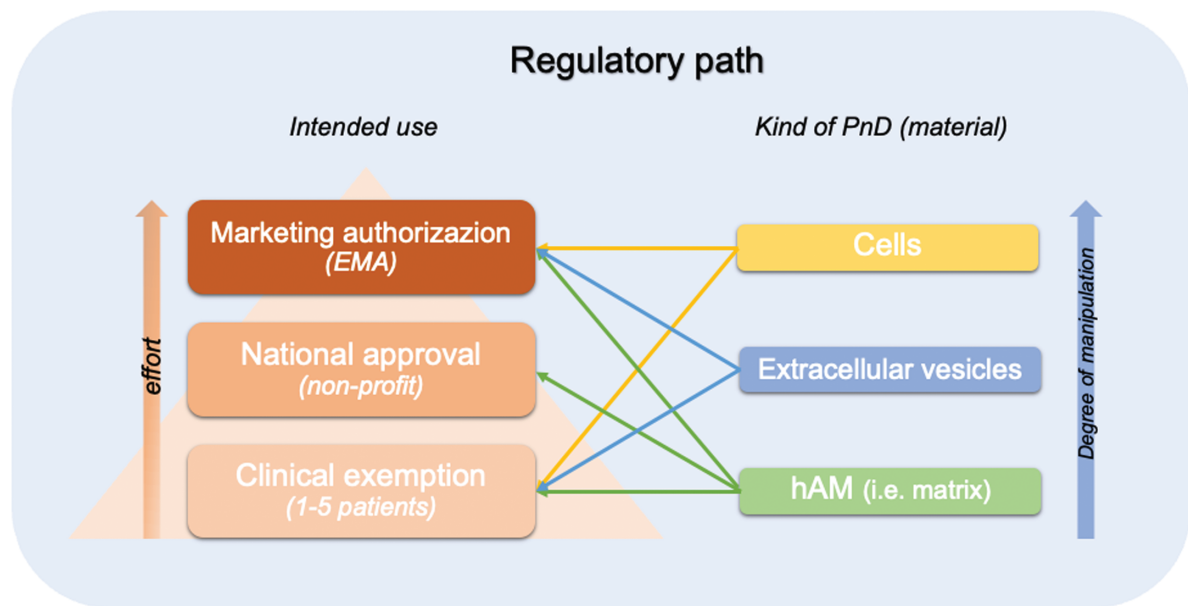 Regulatory path
Intended use
Kind of PnD (material)
Marketing authorizazion
(EMA)
Cells
National approval
(non-profit)
Extracellular vesicles
Clinical exemption
(1-5 patients)
hAM (i.e. matrix)
effort
Degree of manipulation